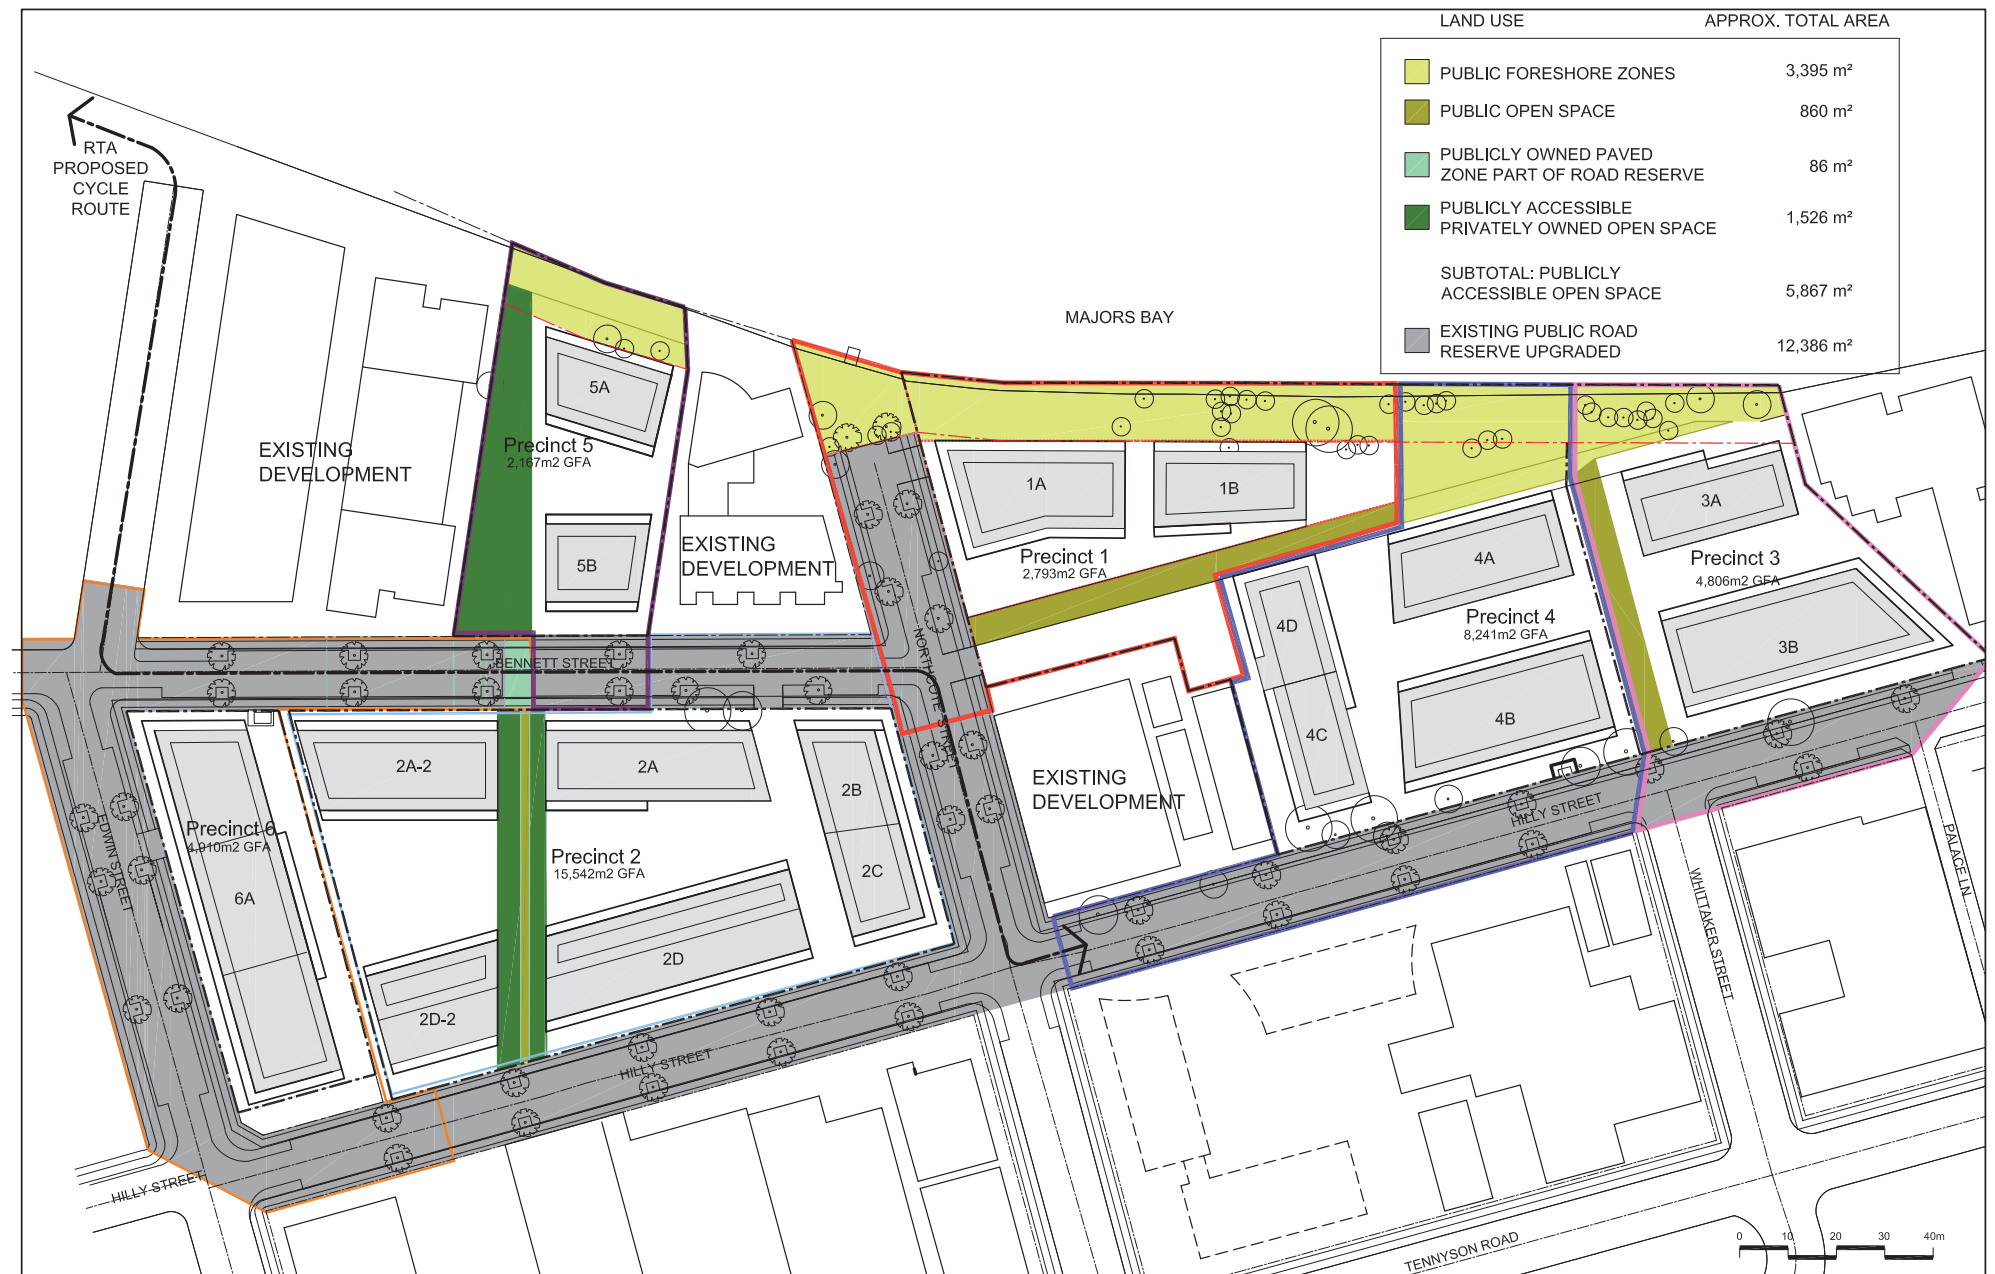 LAND USE APPROX. TOTAL AREA
PUBLIC FORESHORE ZONES 3,395 m²
PUBLIC OPEN SPACE 860 m²
PUBLICLY OWNED PAVED
ZONE PART OF ROAD RESERVE 86 m²
PUBLICLY ACCESSIBLE
PRIVATELY OWNED OPEN SPACE 1,526 m²
SUBTOTAL: PUBLICLY
ACCESSIBLE OPEN SPACE 5,867 m²
EXISTING PUBLIC ROAD
RESERVE UPGRADED 12,386 m²
RTA
PROPOSED
CYCLE
ROUTE
MAJORS BAY
EXISTING
DEVELOPMENT
5A
Precinct 5
2,167m2 GFA
5B
EXISTING
DEVELOPMENT
1A
1B
Precinct 1
2,793m2 GFA
3A
Precinct 3
4,806m2 GFA
3B
4A
Precinct 4
8,241m2 GFA
4B
4D
4C
BENNETT STREET
NORTHCOTE STREET
EXISTING
DEVELOPMENT
2A-2
2A
2B
2C
Precinct 2
15,542m2 GFA
2D
2D-2
Precinct 6
4,910m2 GFA
6A
EDWIN STREET
HILLY STREET
HILLY STREET
HILLY STREET
WHITTAKER STREET
PALACE LN
TENNYSON ROAD
0 10 20 30 40m